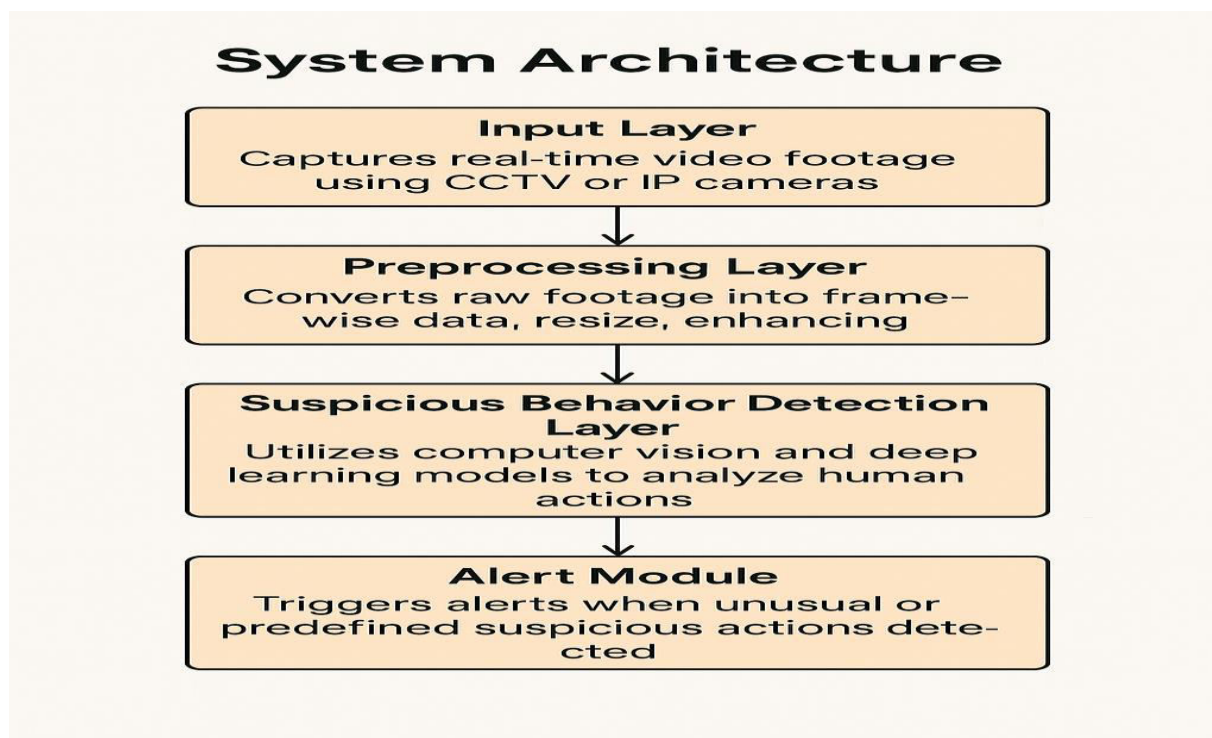 System Architecture
Input Layer
Captures real-time video footage
using CCTV or IP cameras
Preprocessing Layer
Converts raw footage into frame-
wise data, resize, enhancing
Suspicious Behavior Detection
Layer
Utilizes computer vision and deep
learning models to analyze human
actions
Alert Module
Triggers alerts when unusual or
predefined suspicious actions dete-
cted